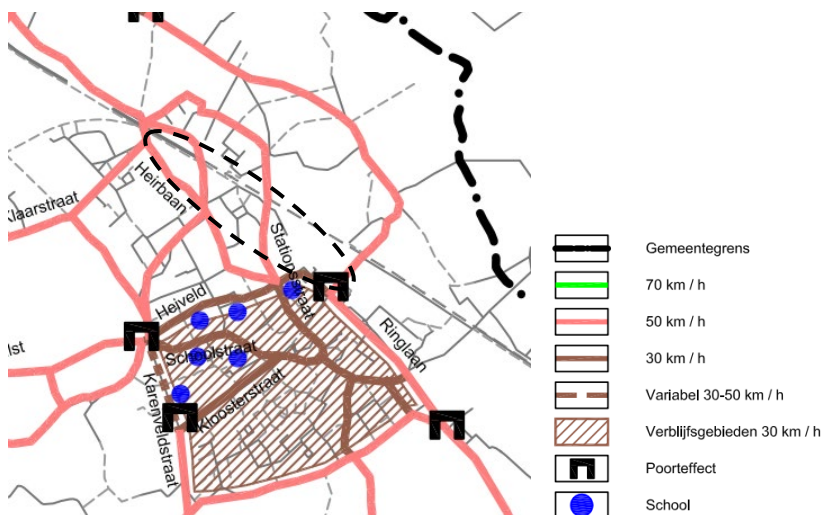 Klaarstraat
Heirbaan
Stationsstraat
Heiveld
Ringlaan
lst
Schoolstraat
Karenveldstraat
Kloosterstraat
Gemeentegrens
70 km / h
50 km / h
30 km / h
Variabel 30-50 km / h
Verblijfsgebieden 30 km / h
Poorteffect
School